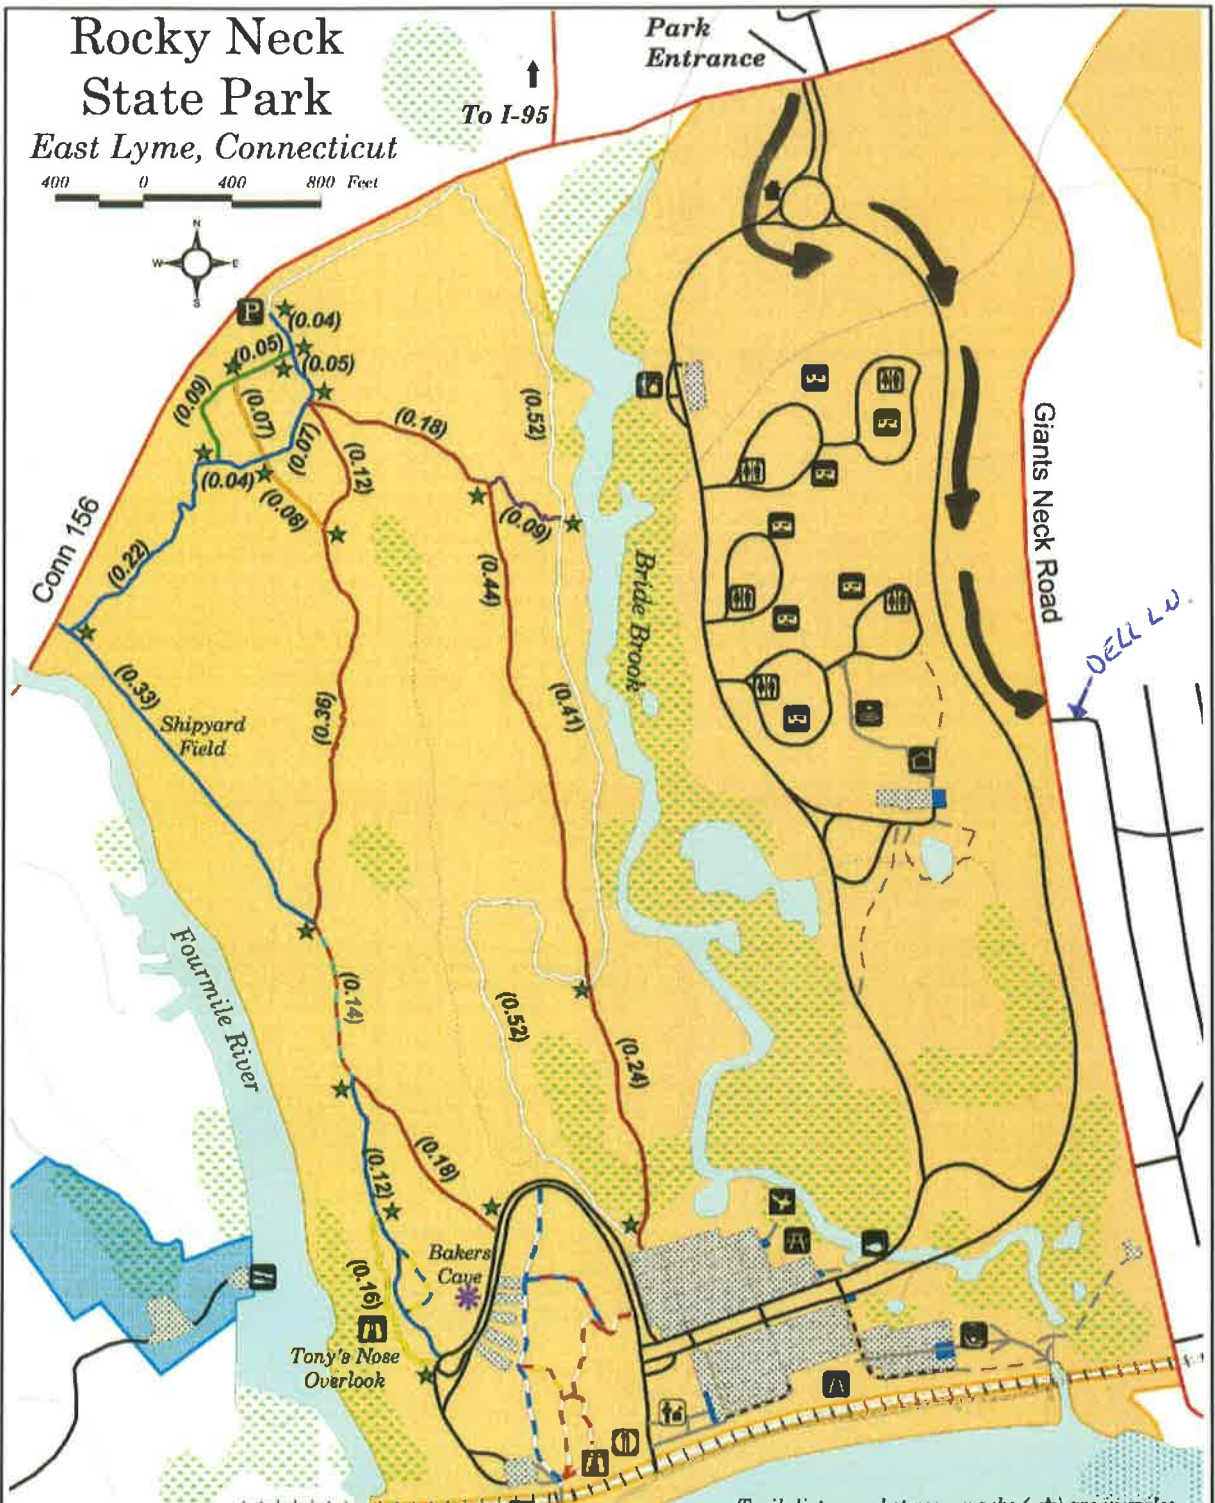 Rocky Neck
State Park
East Lyme, Connecticut
400 0 400 800 Feet
N
W E
S
To I-95
Park
Entrance
P
(0.04)
(0.05)
(0.05)
(0.09)
(0.07)
(0.07)
(0.04)
(0.08)
(0.12)
(0.18)
(0.52)
(0.09)
(0.44)
(0.22)
Conn 156
Giants Neck Road
Bride Brook
DELL LN.
(0.33)
Shipyard
Field
(0.36)
(0.41)
Fourmile River
(0.14)
(0.52)
(0.24)
(0.18)
(0.12)
(0.16)
Bakers
Cave
Tony's Nose
Overlook